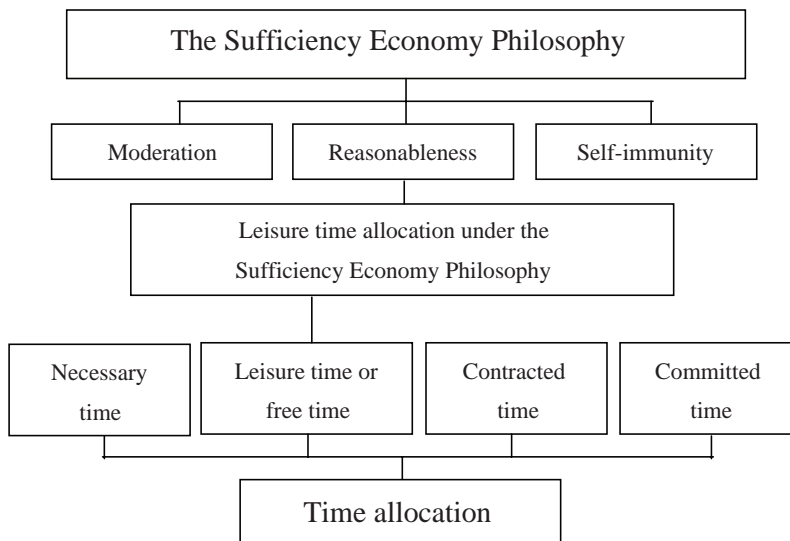 The Sufficiency Economy Philosophy
Moderation
Reasonableness
Self-immunity
Leisure time allocation under the
Sufficiency Economy Philosophy
Necessary
time
Leisure time or
free time
Contracted
time
Committed
time
Time allocation